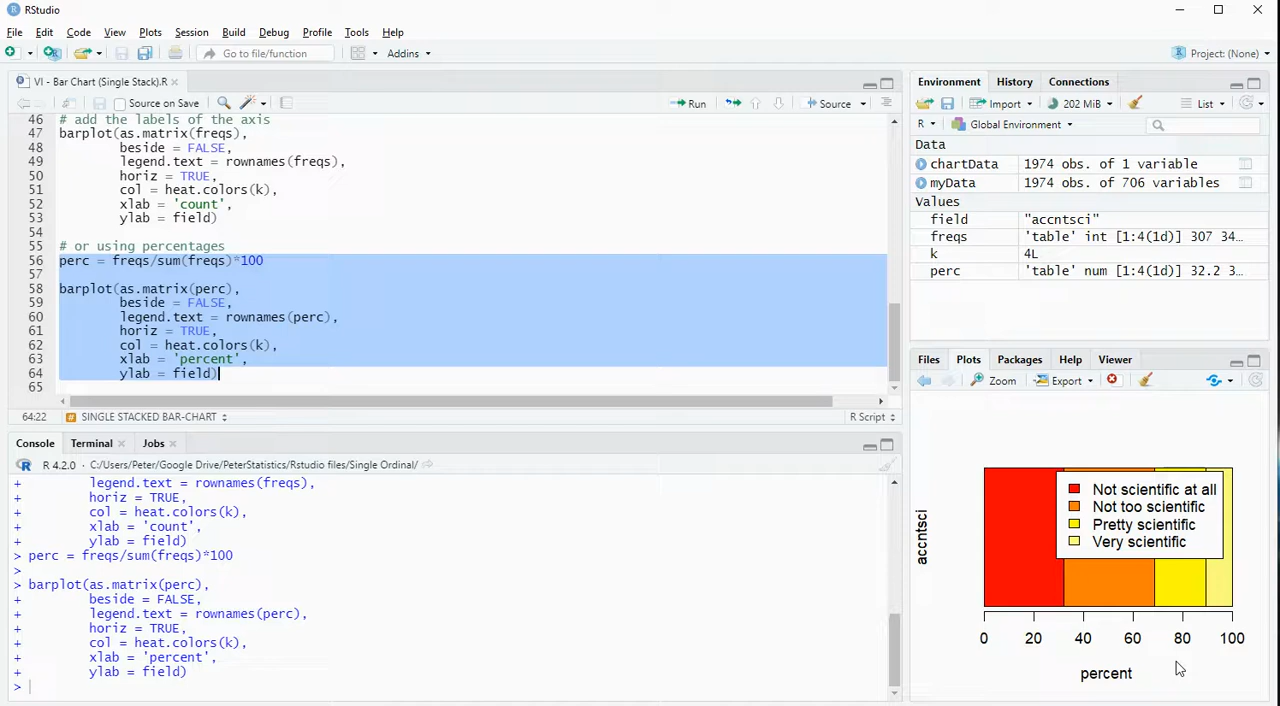 RStudio
File Edit Code View Plots Session Build Debug Profile Tools Help
Go to file/function Addins Project: (None)
VI - Bar Chart (Single Stack).R
Source on Save Run Source
46 # add the labels of the axis
47 barplot(as.matrix(freqs),
48 beside = FALSE,
49 legend.text = rownames(freqs),
50 horiz = TRUE,
51 col = heat.colors(k),
52 xlab = 'count',
53 ylab = field)
54
55 # or using percentages
56 perc = freqs/sum(freqs)*100
57
58 barplot(as.matrix(perc),
59 beside = FALSE,
60 legend.text = rownames(perc),
61 horiz = TRUE,
62 col = heat.colors(k),
63 xlab = 'percent',
64 ylab = field)
65
64:22 SINGLE STACKED BAR-CHART R Script
Console Terminal Jobs
R 4.2.0 · C:/Users/Peter/Google Drive/PeterStatistics/Rstudio files/Single Ordinal/
+ legend.text = rownames(freqs),
+ horiz = TRUE,
+ col = heat.colors(k),
+ xlab = 'count',
+ ylab = field)
> perc = freqs/sum(freqs)*100
>
> barplot(as.matrix(perc),
+ beside = FALSE,
+ legend.text = rownames(perc),
+ horiz = TRUE,
+ col = heat.colors(k),
+ xlab = 'percent',
+ ylab = field)
>
Environment History Connections
Import 202 MiB List
R Global Environment
Data
chartData 1974 obs. of 1 variable
myData 1974 obs. of 706 variables
Values
field "accntsci"
freqs 'table' int [1:4(1d)] 307 34…
k 4L
perc 'table' num [1:4(1d)] 32.2 3…
Files Plots Packages Help Viewer
Zoom Export
Not scientific at all
Not too scientific
Pretty scientific
Very scientific
accntsci
0 20 40 60 80 100
percent